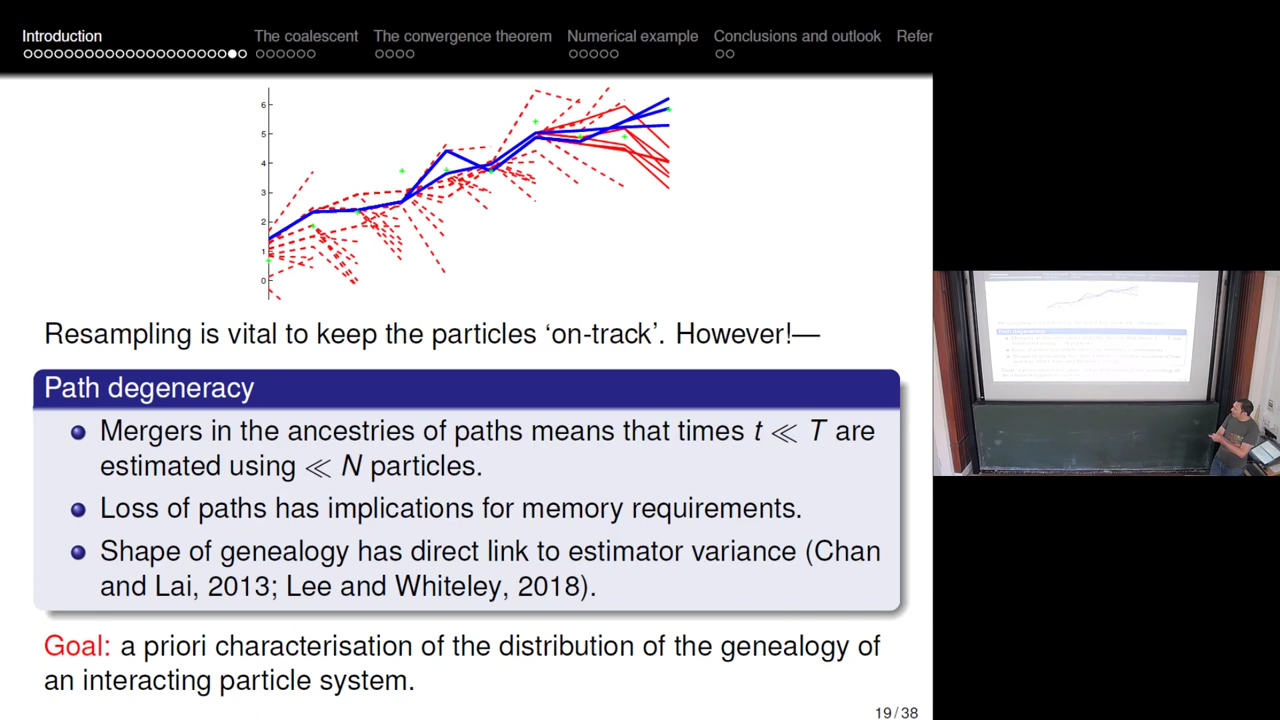 Introduction The coalescent The convergence theorem Numerical example Conclusions and outlook Refer
6
5
4
3
2
1
0
Resampling is vital to keep the particles ‘on-track’. However!—
Path degeneracy
Mergers in the ancestries of paths means that times t ≪ T are
estimated using ≪ N particles.
Loss of paths has implications for memory requirements.
Shape of genealogy has direct link to estimator variance (Chan
and Lai, 2013; Lee and Whiteley, 2018).
Goal: a priori characterisation of the distribution of the genealogy of
an interacting particle system.
19 / 38